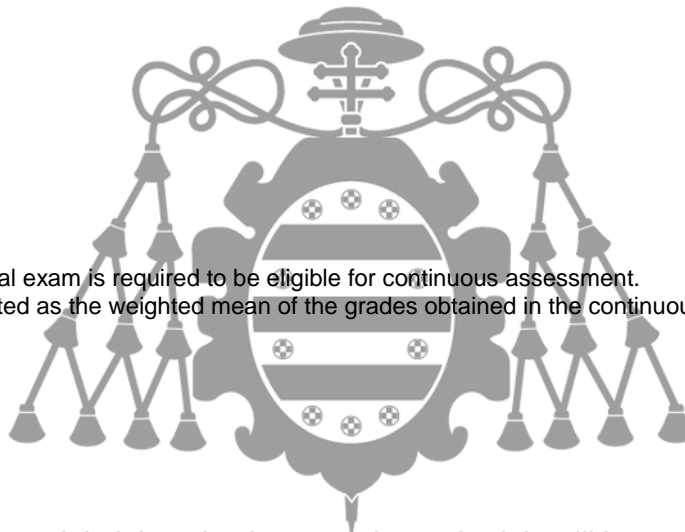 al exam is required to be eligible for continuous assessment.
ted as the weighted mean of the grades obtained in the continuou